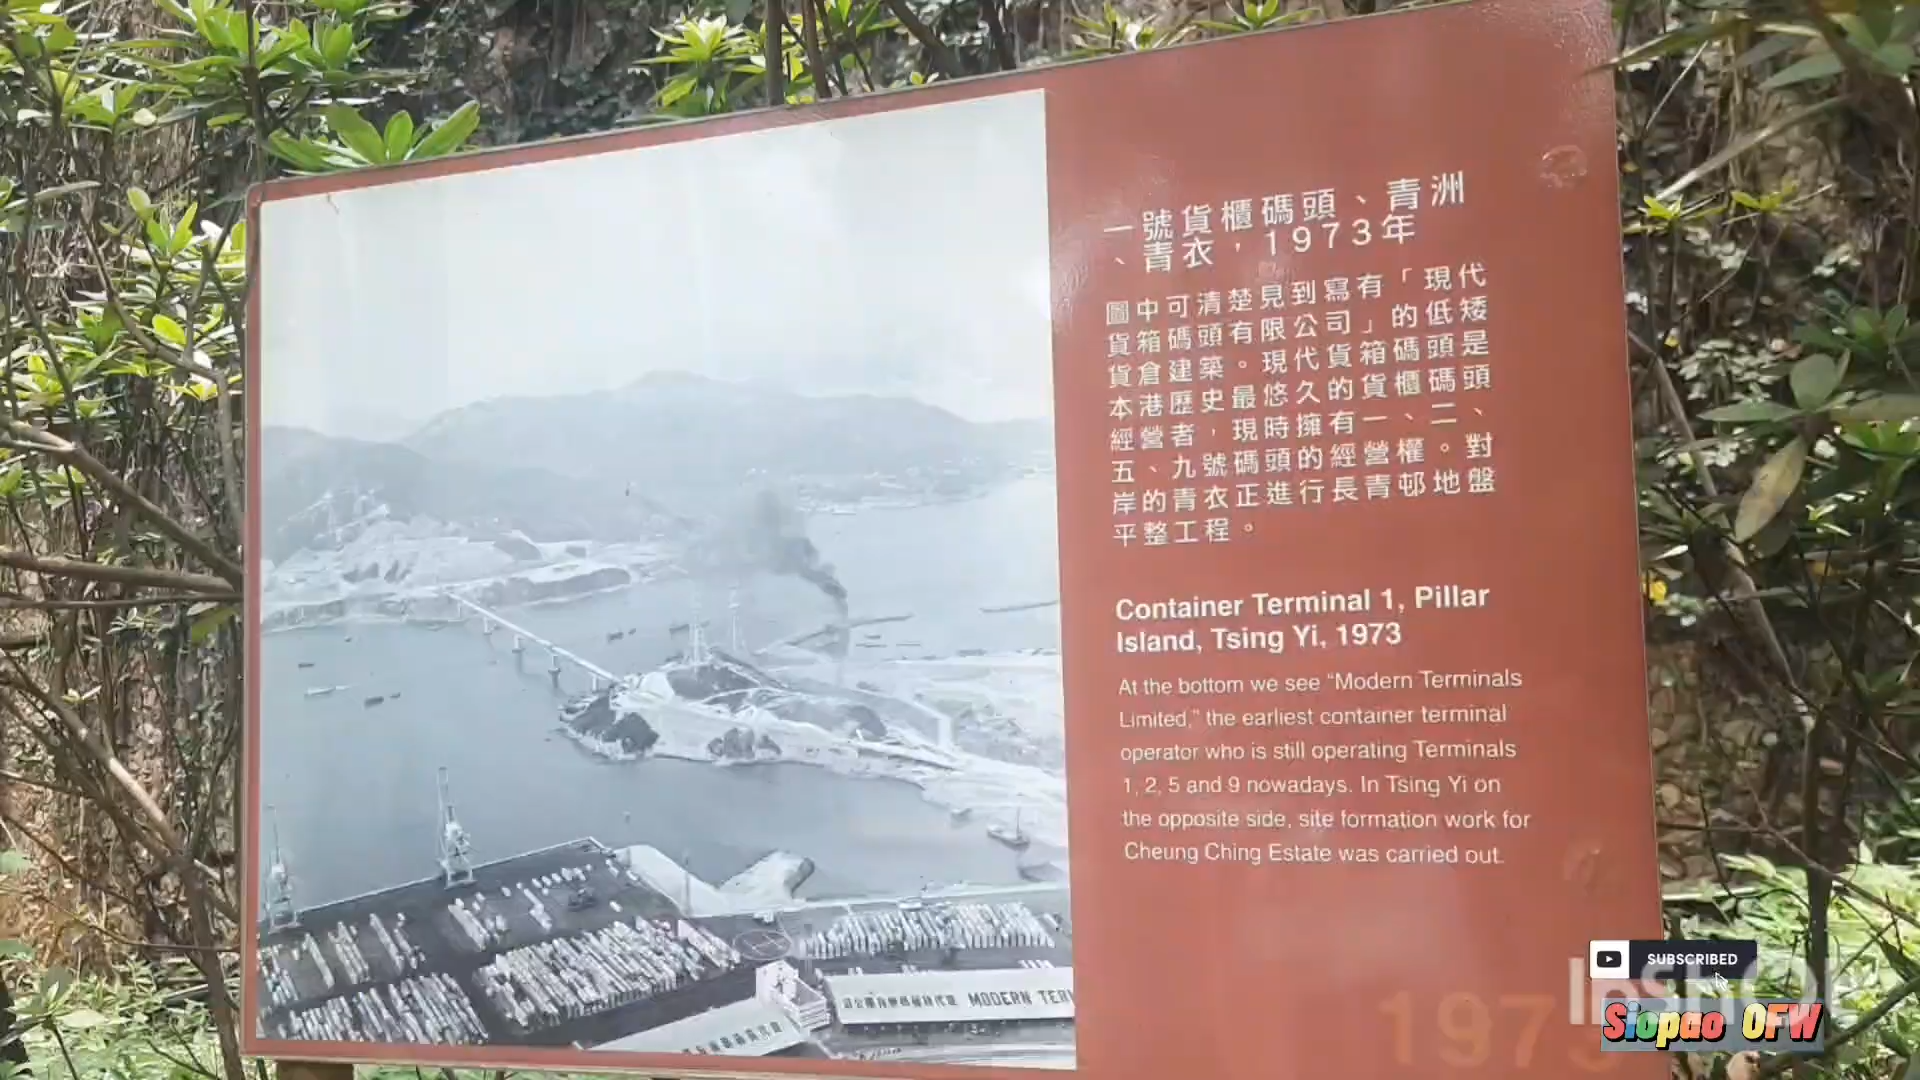 一號貨櫃碼頭、青洲
、青衣，1973年
圖中可清楚見到寫有「現代
貨箱碼頭有限公司」的低矮
貨倉建築。現代貨箱碼頭是
本港歷史最悠久的貨櫃碼頭
經營者，現時擁有一、二、
五、九號碼頭的經營權。對
岸的青衣正進行長青邨地盤
平整工程。
Container Terminal 1, Pillar
Island, Tsing Yi, 1973
At the bottom we see “Modern Terminals
Limited,” the earliest container terminal
operator who is still operating Terminals
1, 2, 5 and 9 nowadays. In Tsing Yi on
the opposite side, site formation work for
Cheung Ching Estate was carried out.
MODERN TER
SUBSCRIBED
1973
Siopao OFW